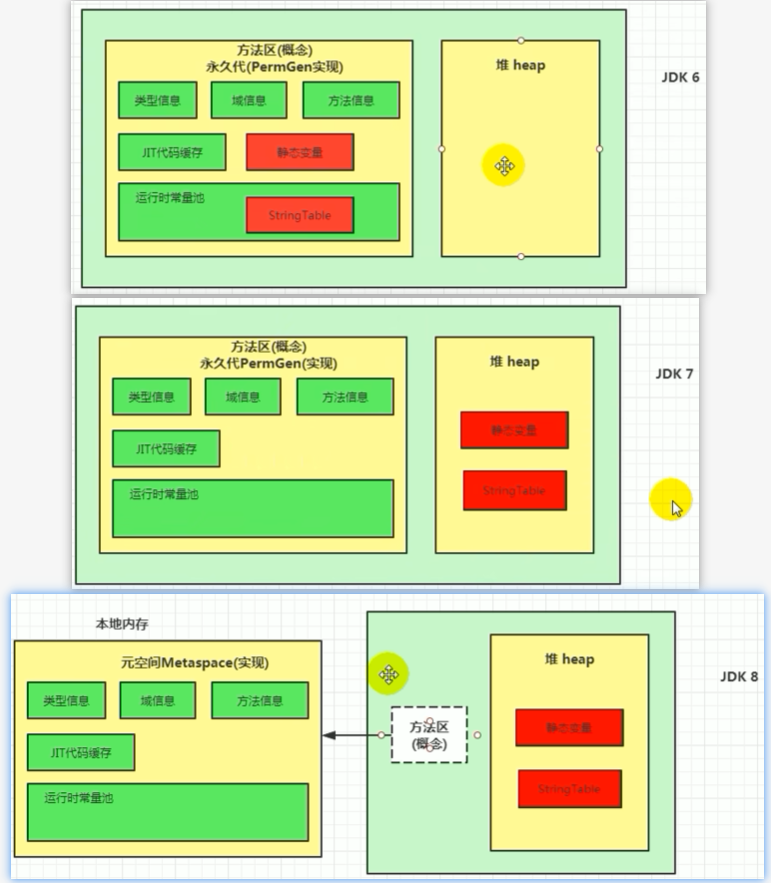 方法区(概念)
永久代(PermGen实现)
堆 heap
JDK 6
类型信息
域信息
方法信息
JIT代码缓存
静态变量
运行时常量池
StringTable
方法区(概念)
永久代PermGen(实现)
堆 heap
JDK 7
类型信息
域信息
方法信息
静态变量
JIT代码缓存
运行时常量池
StringTable
本地内存
元空间Metaspace(实现)
堆 heap
JDK 8
类型信息
域信息
方法信息
方法区
(概念)
静态变量
JIT代码缓存
运行时常量池
StringTable